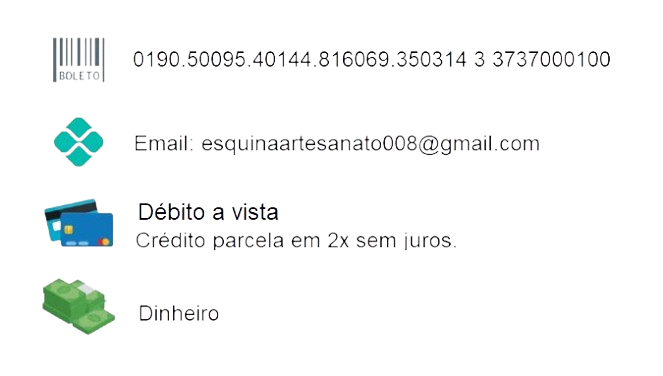 BOLETO
0190.50095.40144.816069.350314 3 3737000100
Email: esquinaartesanato008@gmail.com
Débito a vista
Crédito parcela em 2x sem juros.
Dinheiro